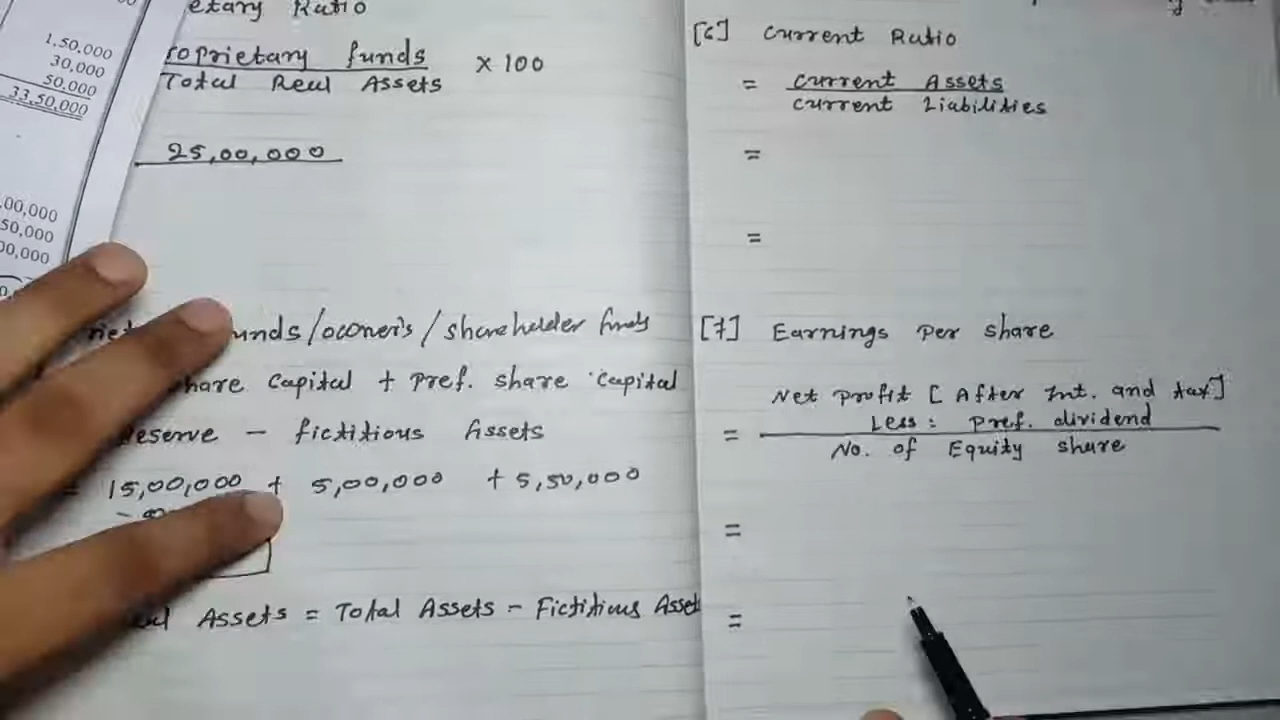 1,50,000
30,000
50,000
33,50,000
,00,000
50,000
00,000
etary Ratio
roprietary funds
Total Real Assets
× 100
25,00,000
unds/owner's/shareholder funds
hare capital + Pref. share capital
eserve - fictitious Assets
= 15,00,000 + 5,00,000 + 5,50,000
Assets = Total Assets - Fictitious Asset
[6] Current Ratio
= Current Assets
Current Liabilities
=
=
[7] Earnings Per share
Net Profit [After Int. and tax]
Less: Pref. dividend
=
No. of Equity share
=
=